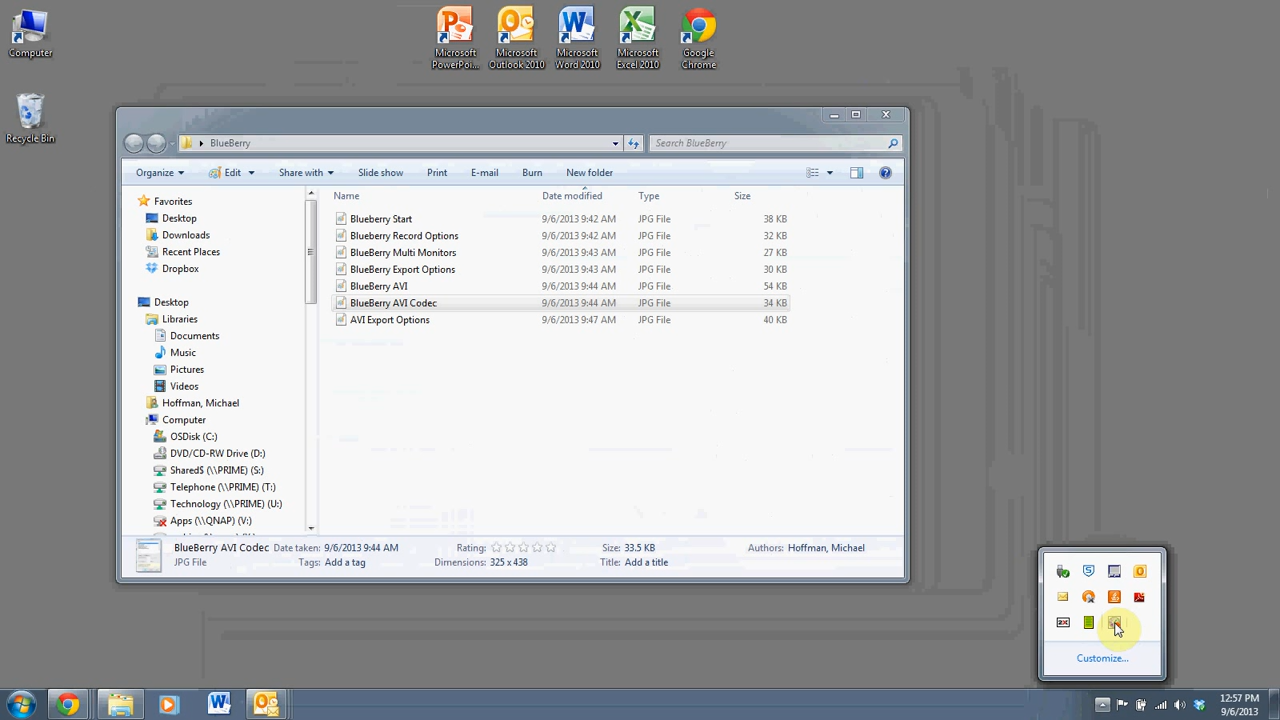 Computer
Recycle Bin
Microsoft PowerPoi...
Microsoft Outlook 2010
Microsoft Word 2010
Microsoft Excel 2010
Google Chrome
BlueBerry
Search BlueBerry
Organize Edit Share with Slide show Print E-mail Burn New folder
Name Date modified Type Size
Favorites
Desktop
Downloads
Recent Places
Dropbox
Desktop
Libraries
Documents
Music
Pictures
Videos
Hoffman, Michael
Computer
OSDisk (C:)
DVD/CD-RW Drive (D:)
Shared$ (\\PRIME) (S:)
Telephone (\\PRIME) (T:)
Technology (\\PRIME) (U:)
Apps (\\QNAP) (V:)
Blueberry Start 9/6/2013 9:42 AM JPG File 38 KB
Blueberry Record Options 9/6/2013 9:42 AM JPG File 32 KB
BlueBerry Multi Monitors 9/6/2013 9:43 AM JPG File 27 KB
BlueBerry Export Options 9/6/2013 9:43 AM JPG File 30 KB
BlueBerry AVI 9/6/2013 9:44 AM JPG File 54 KB
BlueBerry AVI Codec 9/6/2013 9:44 AM JPG File 34 KB
AVI Export Options 9/6/2013 9:47 AM JPG File 40 KB
BlueBerry AVI Codec Date taken: 9/6/2013 9:44 AM Rating: Size: 33.5 KB Authors: Hoffman, Michael
JPG File Tags: Add a tag Dimensions: 325 x 438 Title: Add a title
2X
Customize...
12:57 PM
9/6/2013